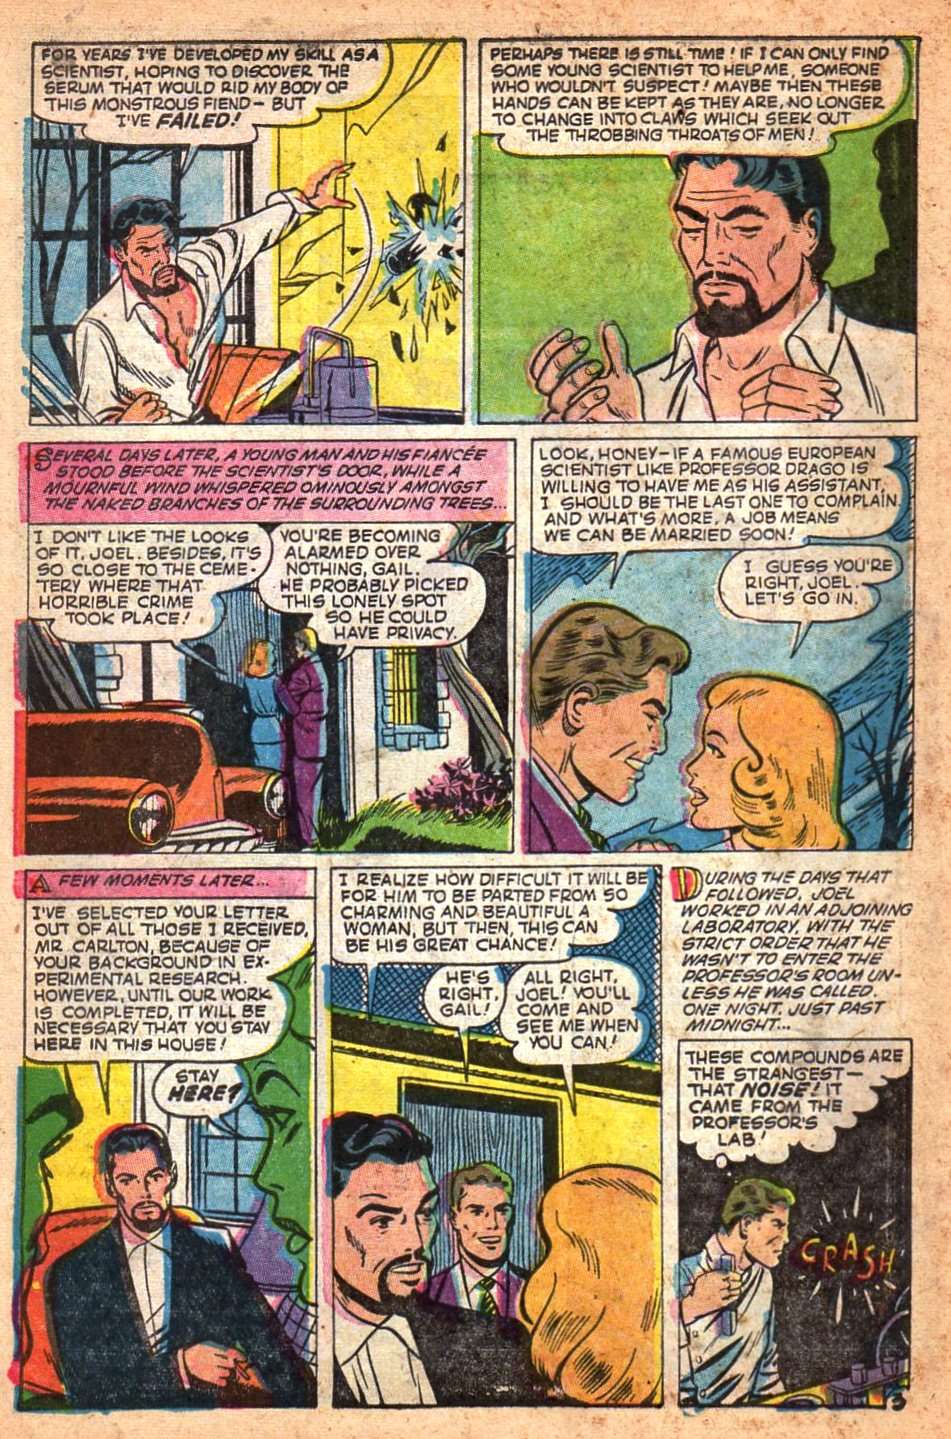 FOR YEARS I'VE DEVELOPED MY SKILL AS A
SCIENTIST, HOPING TO DISCOVER THE
SERUM THAT WOULD RID MY BODY OF
THIS MONSTROUS FIEND - BUT
I'VE FAILED!
PERHAPS THERE IS STILL TIME! IF I CAN ONLY FIND
SOME YOUNG SCIENTIST TO HELP ME, SOMEONE
WHO WOULDN'T SUSPECT! MAYBE THEN THESE
HANDS CAN BE KEPT AS THEY ARE, NO LONGER
TO CHANGE INTO CLAWS WHICH SEEK OUT
THE THROBBING THROATS OF MEN!
SEVERAL DAYS LATER, A YOUNG MAN AND HIS FIANCÉE
STOOD BEFORE THE SCIENTIST'S DOOR, WHILE A
MOURNFUL WIND WHISPERED OMINOUSLY AMONGST
THE NAKED BRANCHES OF THE SURROUNDING TREES...
I DON'T LIKE THE LOOKS
OF IT, JOEL. BESIDES, IT'S
SO CLOSE TO THE CEME-
TERY WHERE THAT
HORRIBLE CRIME
TOOK PLACE!
YOU'RE BECOMING
ALARMED OVER
NOTHING, GAIL.
HE PROBABLY PICKED
THIS LONELY SPOT
SO HE COULD
HAVE PRIVACY.
LOOK, HONEY - IF A FAMOUS EUROPEAN
SCIENTIST LIKE PROFESSOR DRAGO IS
WILLING TO HAVE ME AS HIS ASSISTANT,
I SHOULD BE THE LAST ONE TO COMPLAIN.
AND WHAT'S MORE, A JOB MEANS
WE CAN BE MARRIED SOON!
I GUESS YOU'RE
RIGHT, JOEL.
LET'S GO IN.
A FEW MOMENTS LATER...
I'VE SELECTED YOUR LETTER
OUT OF ALL THOSE I RECEIVED,
MR. CARLTON, BECAUSE OF
YOUR BACKGROUND IN EX-
PERIMENTAL RESEARCH.
HOWEVER, UNTIL OUR WORK
IS COMPLETED, IT WILL BE
NECESSARY THAT YOU STAY
HERE IN THIS HOUSE!
STAY
HERE?
I REALIZE HOW DIFFICULT IT WILL BE
FOR HIM TO BE PARTED FROM SO
CHARMING AND BEAUTIFUL A
WOMAN, BUT THEN, THIS CAN
BE HIS GREAT CHANCE!
HE'S
RIGHT,
GAIL!
ALL RIGHT,
JOEL! YOU'LL
COME AND
SEE ME WHEN
YOU CAN!
DURING THE DAYS THAT
FOLLOWED, JOEL
WORKED IN AN ADJOINING
LABORATORY, WITH THE
STRICT ORDER THAT HE
WASN'T TO ENTER THE
PROFESSOR'S ROOM UN-
LESS HE WAS CALLED.
ONE NIGHT, JUST PAST
MIDNIGHT...
THESE COMPOUNDS ARE
THE STRANGEST -
THAT NOISE! IT
CAME FROM THE
PROFESSOR'S
LAB!
CRASH
3